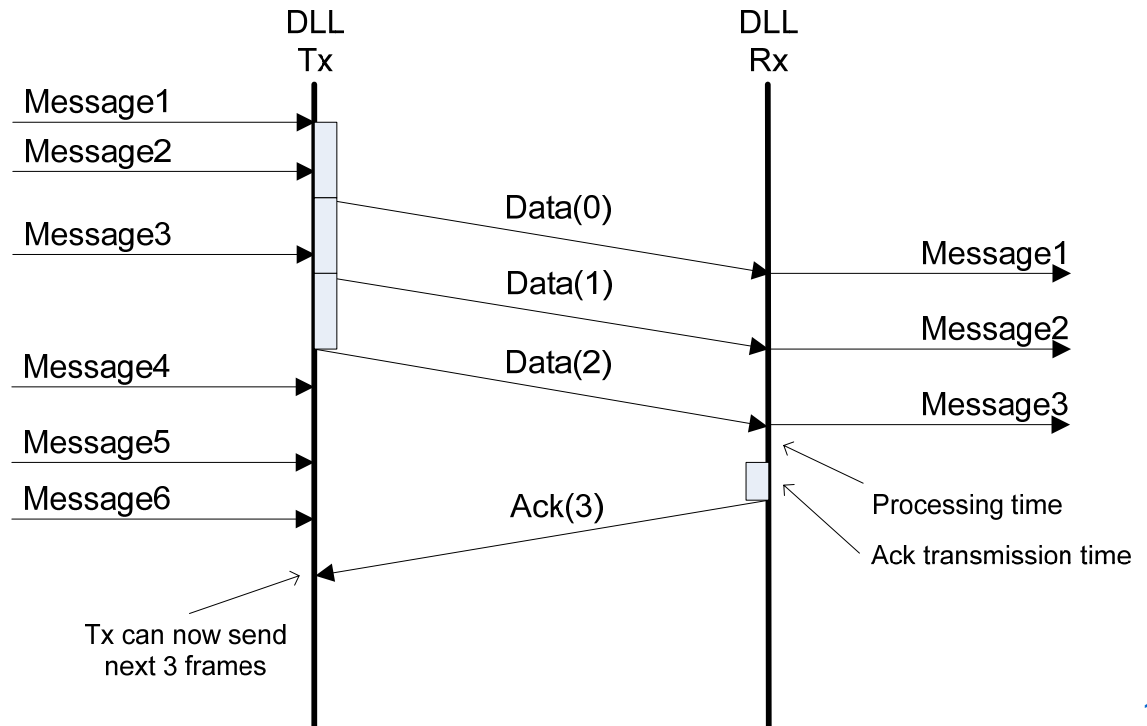 DLL
Tx
DLL
Rx
Message1
Message2
Data(0)
Message3
Message1
Data(1)
Message2
Data(2)
Message4
Message3
Message5
Message6
Ack(3)
Processing time
Ack transmission time
Tx can now send
next 3 frames